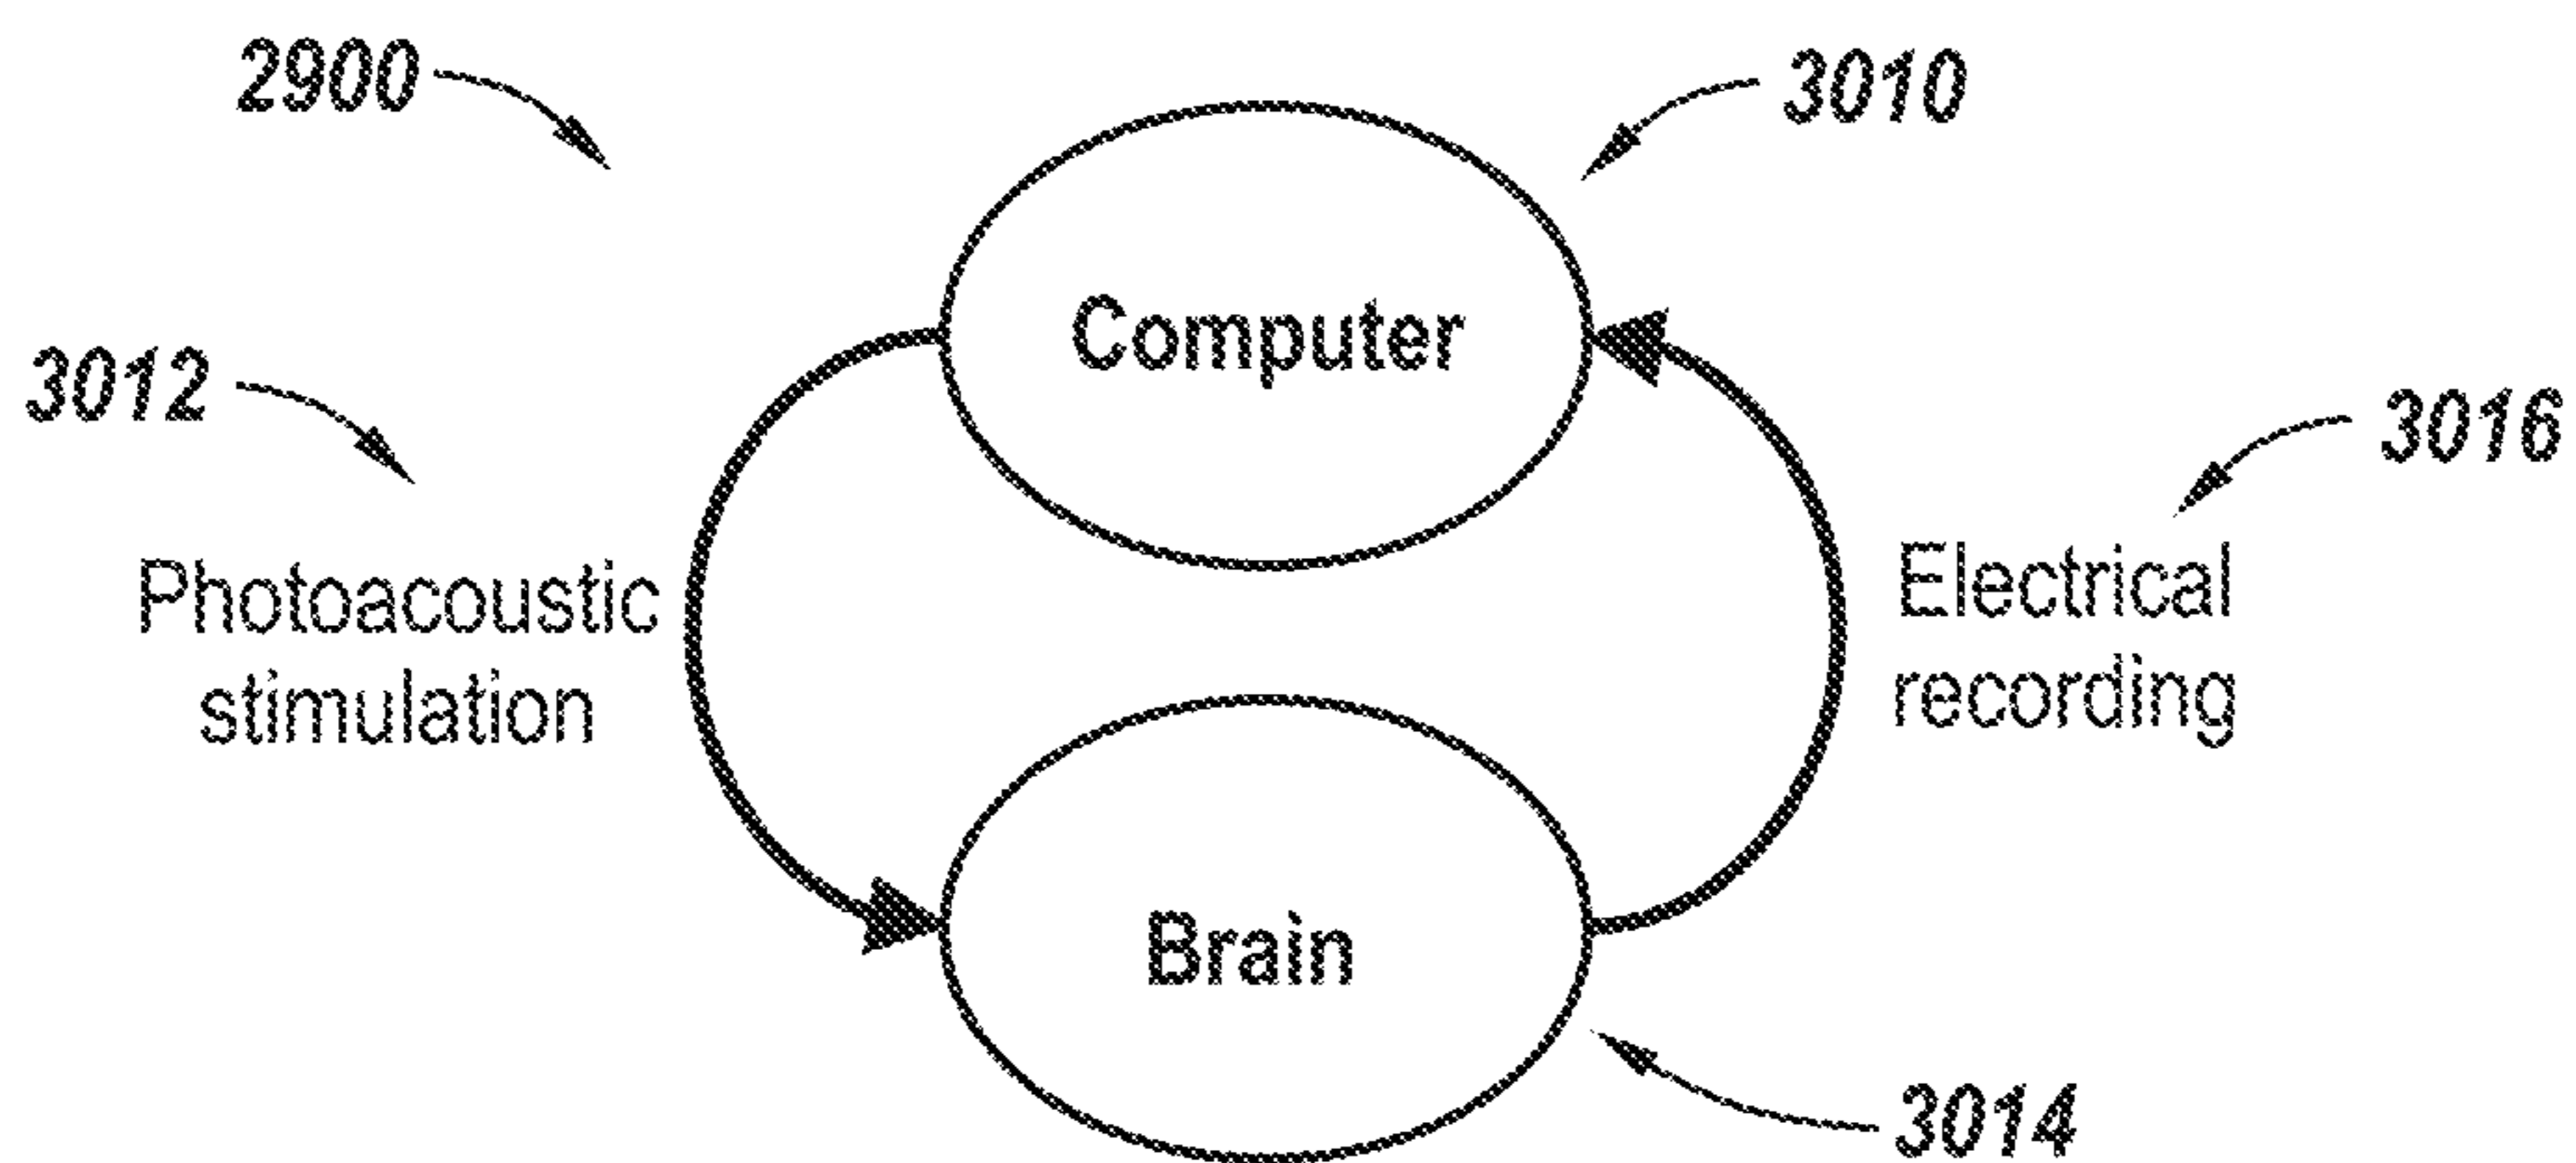 2900
3010
Computer
3012
3016
Photoacoustic
stimulation
Electrical
recording
Brain
3014